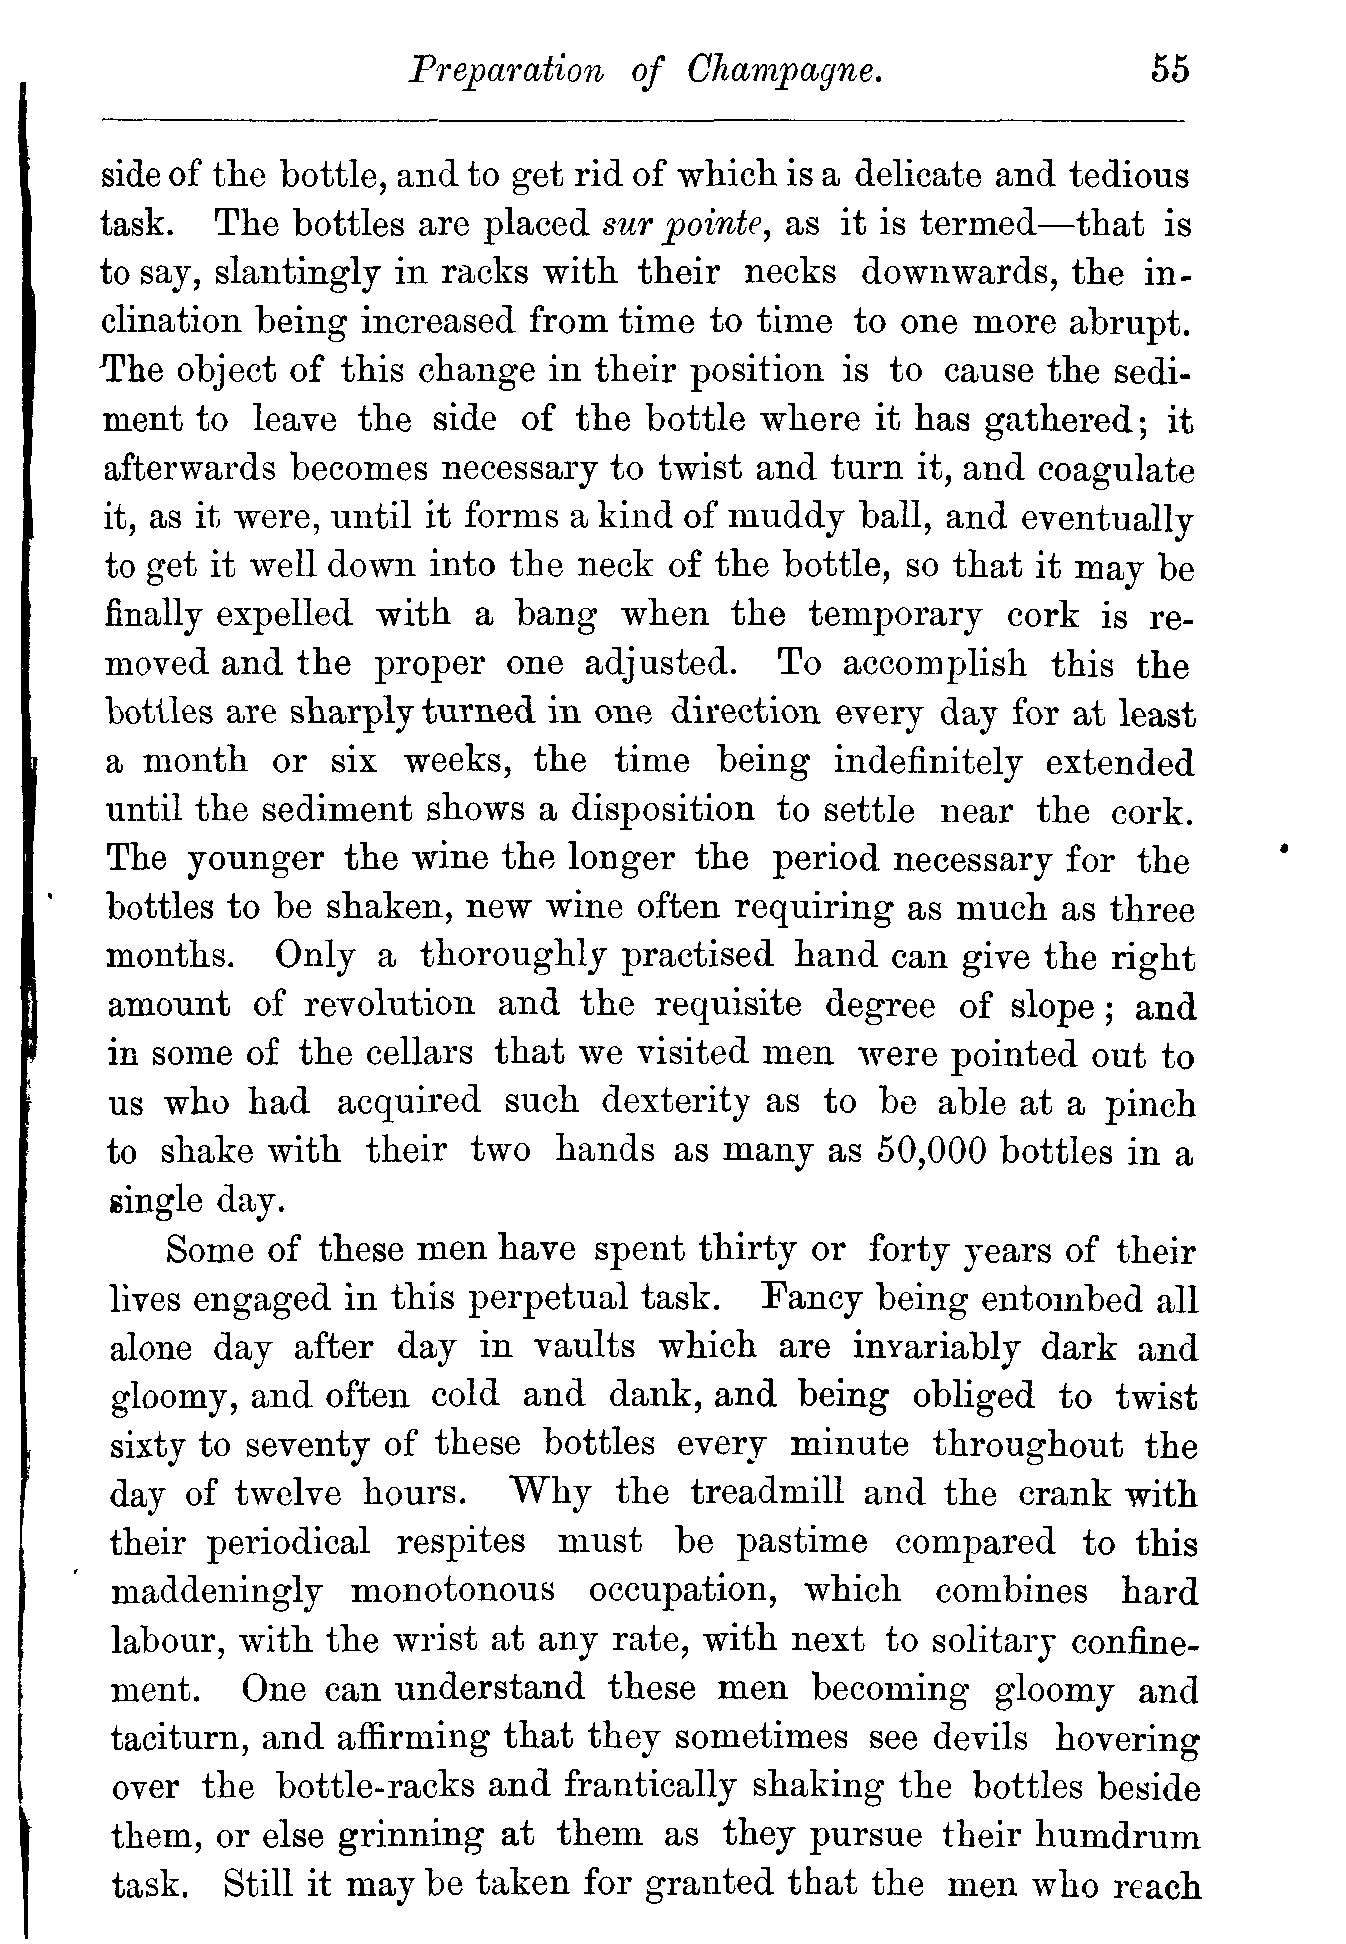 Preparation of Champagne. 55
side of the bottle, and to get rid of which is a delicate and tedious
task. The bottles are placed sur pointe, as it is termed—that is
to say, slantingly in racks with their necks downwards, the in-
clination being increased from time to time to one more abrupt.
The object of this change in their position is to cause the sedi-
ment to leave the side of the bottle where it has gathered; it
afterwards becomes necessary to twist and turn it, and coagulate
it, as it were, until it forms a kind of muddy ball, and eventually
to get it well down into the neck of the bottle, so that it may be
finally expelled with a bang when the temporary cork is re-
moved and the proper one adjusted. To accomplish this the
bottles are sharply turned in one direction every day for at least
a month or six weeks, the time being indefinitely extended
until the sediment shows a disposition to settle near the cork.
The younger the wine the longer the period necessary for the
bottles to be shaken, new wine often requiring as much as three
months. Only a thoroughly practised hand can give the right
amount of revolution and the requisite degree of slope; and
in some of the cellars that we visited men were pointed out to
us who had acquired such dexterity as to be able at a pinch
to shake with their two hands as many as 50,000 bottles in a
single day.
Some of these men have spent thirty or forty years of their
lives engaged in this perpetual task. Fancy being entombed all
alone day after day in vaults which are invariably dark and
gloomy, and often cold and dank, and being obliged to twist
sixty to seventy of these bottles every minute throughout the
day of twelve hours. Why the treadmill and the crank with
their periodical respites must be pastime compared to this
maddeningly monotonous occupation, which combines hard
labour, with the wrist at any rate, with next to solitary confine-
ment. One can understand these men becoming gloomy and
taciturn, and affirming that they sometimes see devils hovering
over the bottle-racks and frantically shaking the bottles beside
them, or else grinning at them as they pursue their humdrum
task. Still it may be taken for granted that the men who reach